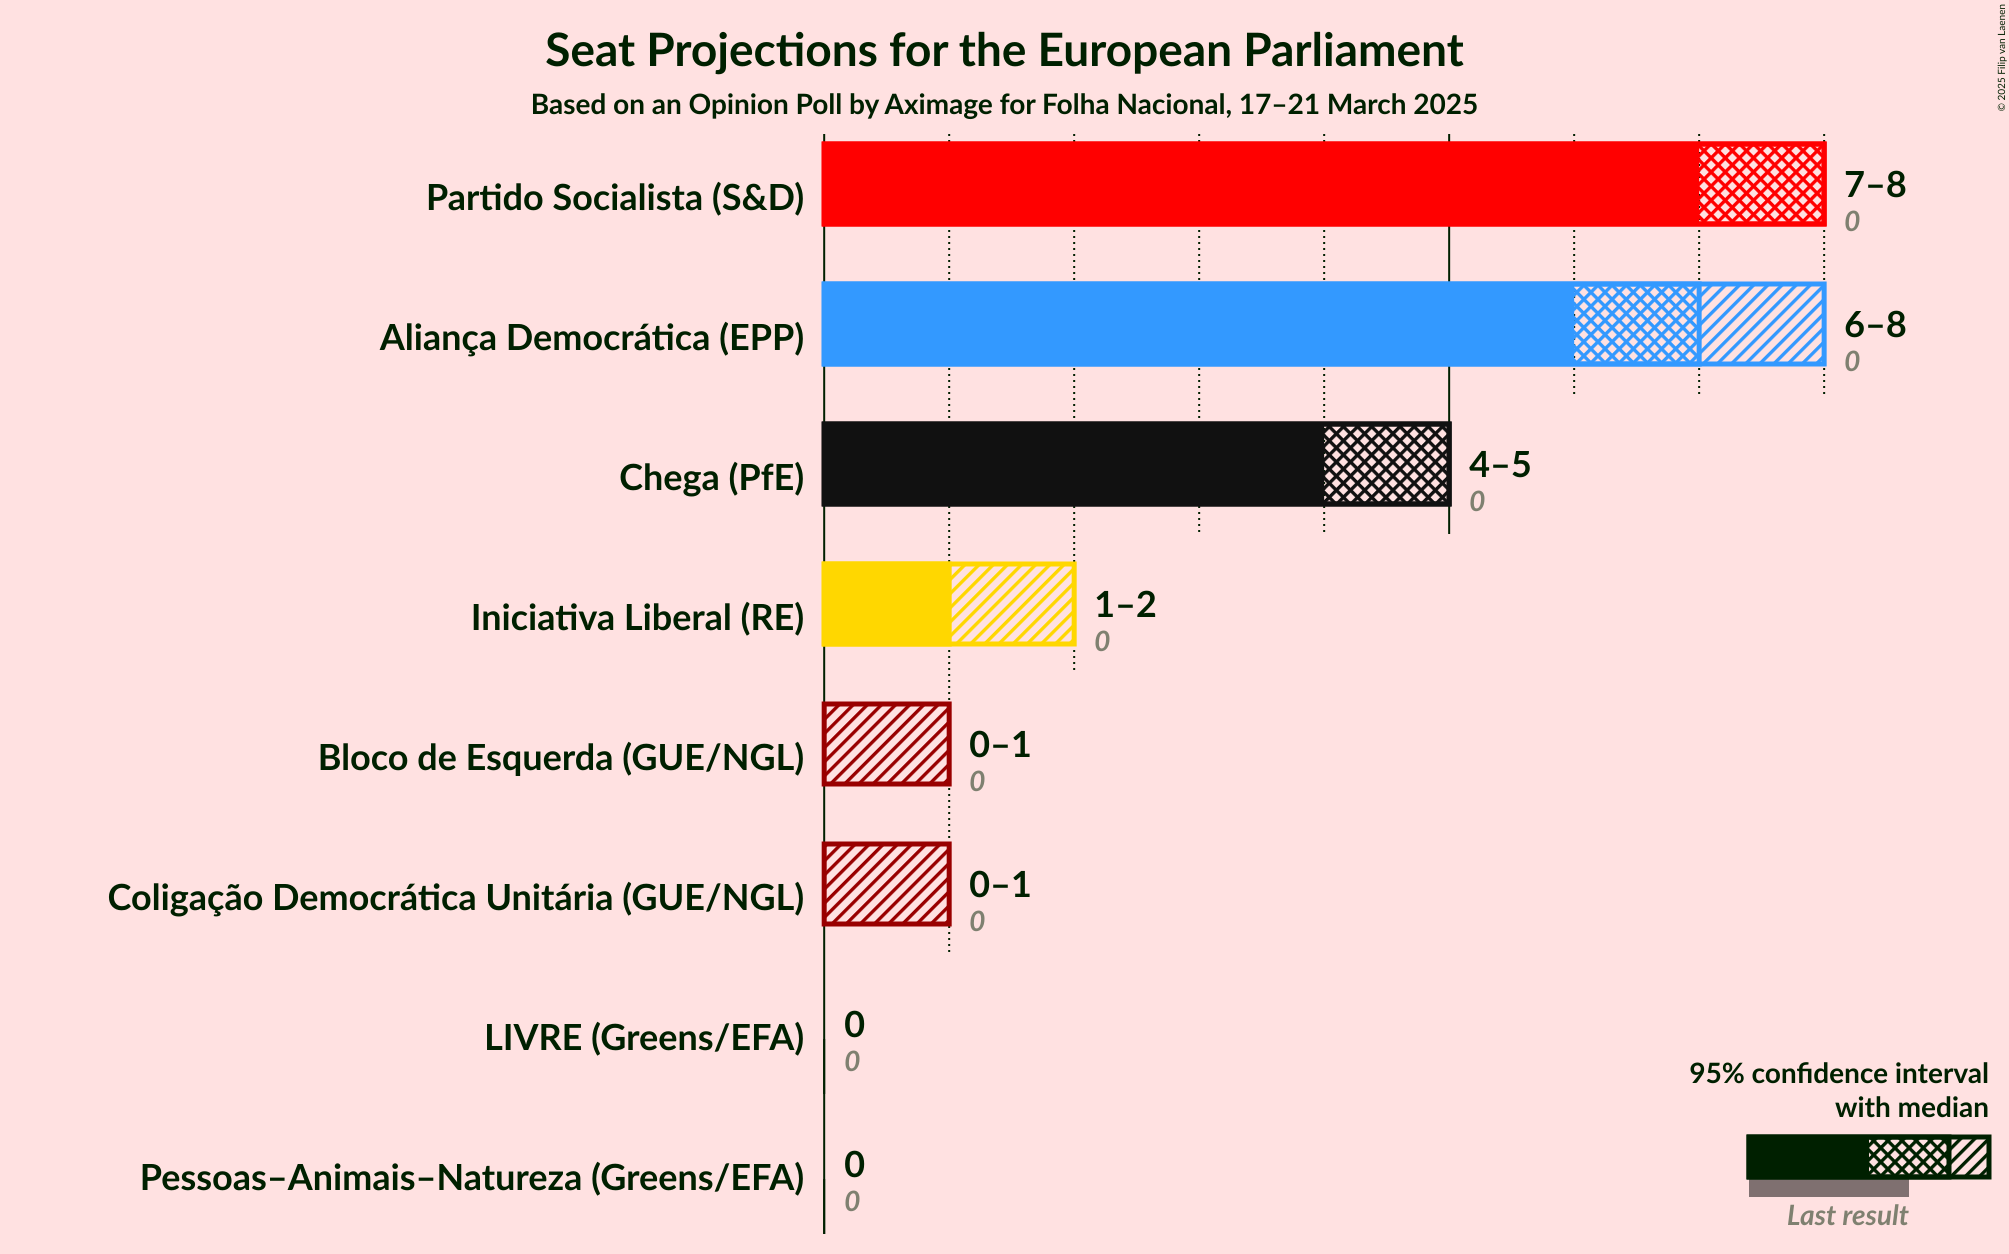 Seat Projections for the European Parliament
Based on an Opinion Poll by Aximage for Folha Nacional, 17–21 March 2025
© 2025 Filip van Laenen
Partido Socialista (S&D)
7–8
0
Aliança Democrática (EPP)
6–8
0
Chega (PfE)
4–5
0
Iniciativa Liberal (RE)
1–2
0
Bloco de Esquerda (GUE/NGL)
0–1
0
Coligação Democrática Unitária (GUE/NGL)
0–1
0
LIVRE (Greens/EFA)
0
0
Pessoas–Animais–Natureza (Greens/EFA)
0
0
95% confidence interval
with median
Last result